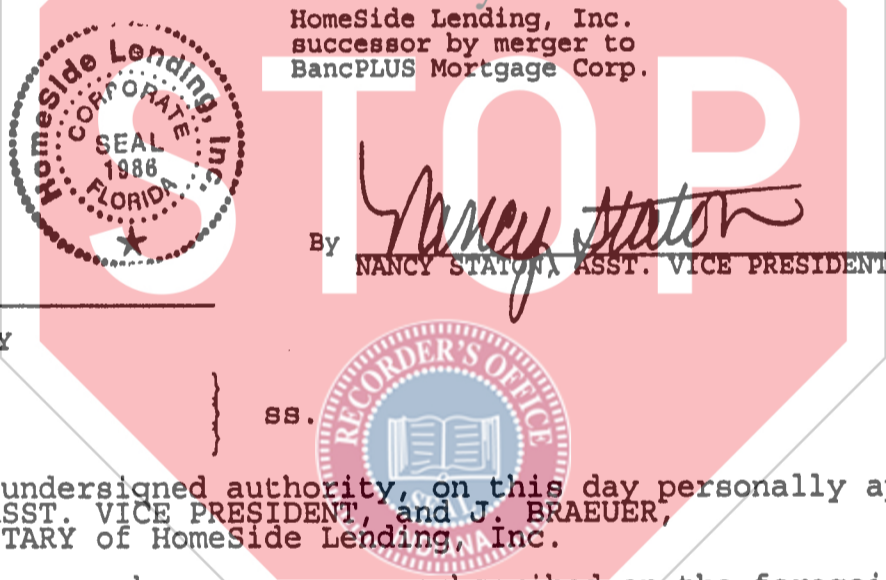 HomeSide Lending, Inc.
successor by merger to
BancPLUS Mortgage Corp.
HomeSide Lending, Inc.
CORPORATE
SEAL
1986
FLORIDA
STOP
By Nancy Staton
NANCY STATON, ASST. VICE PRESIDENT
Y
ss.
RECORDER'S OFFICE
undersigned authority, on this day personally
ASST. VICE PRESIDENT, and J. BRAEUER,
TARY of HomeSide Lending, Inc.